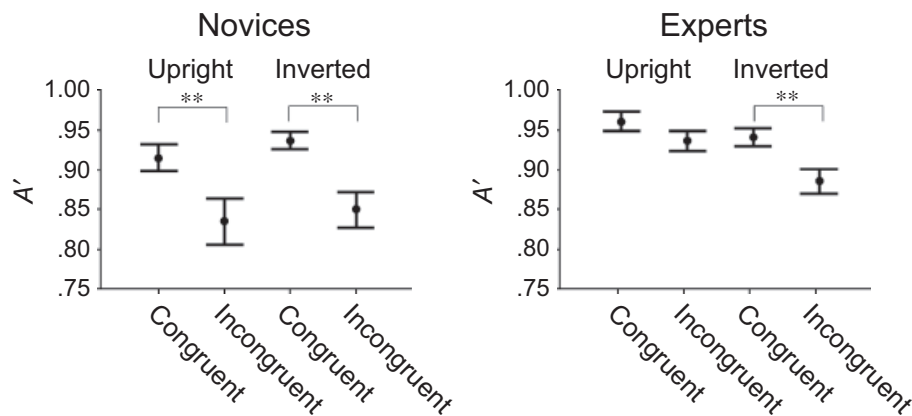 Novices
Upright Inverted
** **
A′
1.00
.95
.90
.85
.80
.75
Congruent
Incongruent
Congruent
Incongruent
Experts
Upright Inverted
**
A′
1.00
.95
.90
.85
.80
.75
Congruent
Incongruent
Congruent
Incongruent